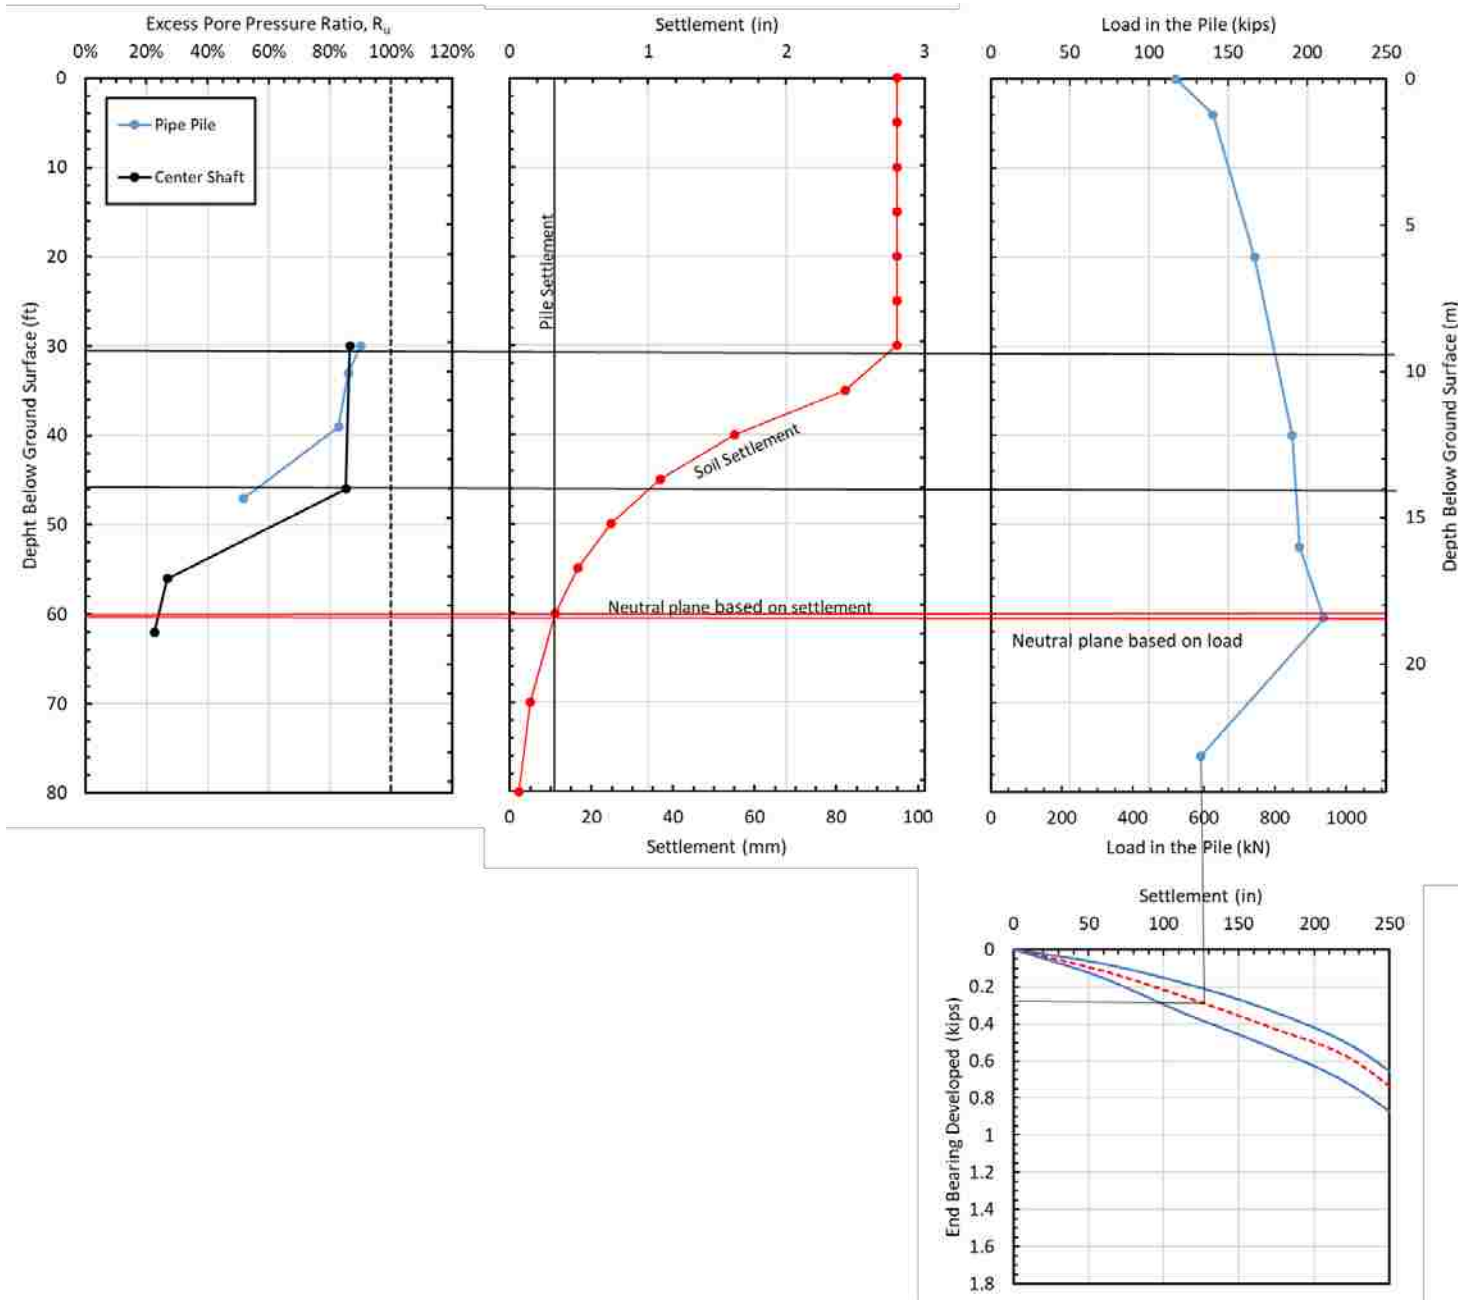 Excess Pore Pressure Ratio, Ru
0% 20% 40% 60% 80% 100% 120%
0
10
20
30
40
50
60
70
80
Depht Below Ground Surface (ft)
Pipe Pile
Center Shaft
Settlement (in)
0 1 2 3
Pile Settlement
Soil Settlement
Neutral plane based on settlement
0 20 40 60 80 100
Settlement (mm)
Load in the Pile (kips)
0 50 100 150 200 250
0
5
10
15
20
Depth Below Ground Surface (m)
Neutral plane based on load
0 200 400 600 800 1000
Load in the Pile (kN)
Settlement (in)
0 50 100 150 200 250
0
0.2
0.4
0.6
0.8
1
1.2
1.4
1.6
1.8
End Bearing Developed (kips)